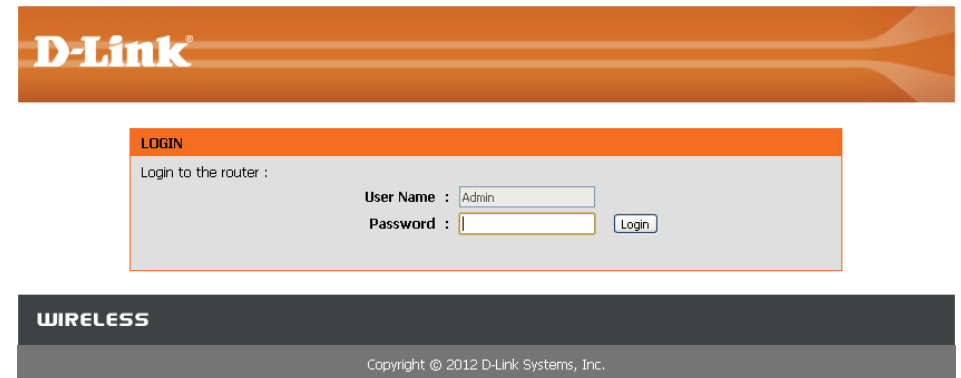 D-Link®
LOGIN
Login to the router :
User Name : Admin
Password : Login
WIRELESS
Copyright © 2012 D-Link Systems, Inc.